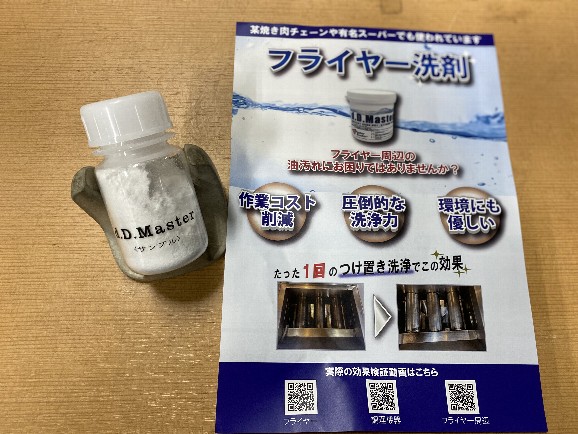 某焼き肉チェーンや有名スーパーでも使われています
フライヤー洗剤
.D.Master
フライヤー周辺の
油汚れにお困りではありませんか？
作業コスト
削減
圧倒的な
洗浄力
環境にも
優しい
たった1回のつけ置き洗浄でこの効果
実際の効果検証動画はこちら
フライヤー
フライヤー周辺
.D.Master
(サンプル)